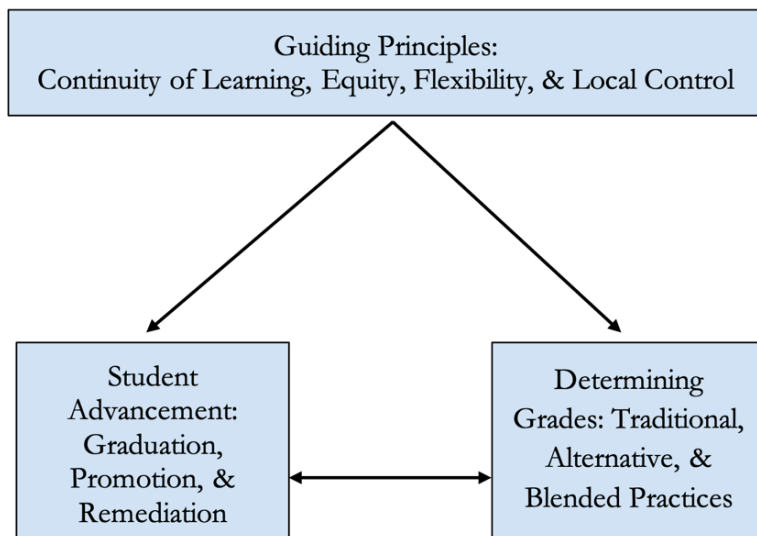 Guiding Principles:
Continuity of Learning, Equity, Flexibility, & Local Control
Student
Advancement:
Graduation,
Promotion, &
Remediation
Determining
Grades: Traditional,
Alternative, &
Blended Practices